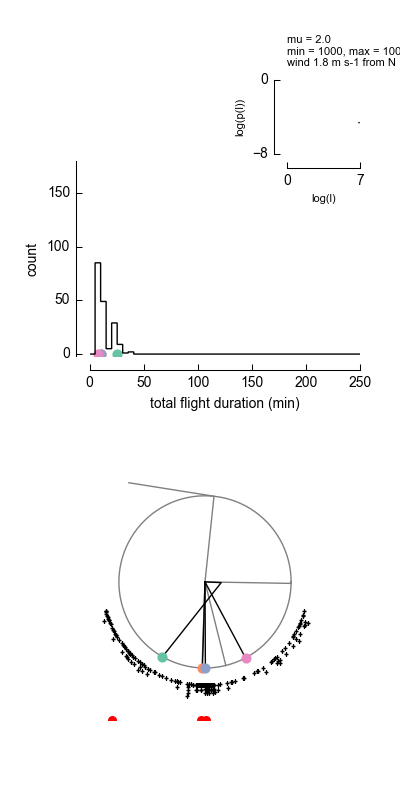 mu = 2.0
min = 1000, max = 100
wind 1.8 m s-1 from N
0
log(p(l))
−8
0 7
log(l)
150
count
100
50
0
0 50 100 150 200 250
total flight duration (min)